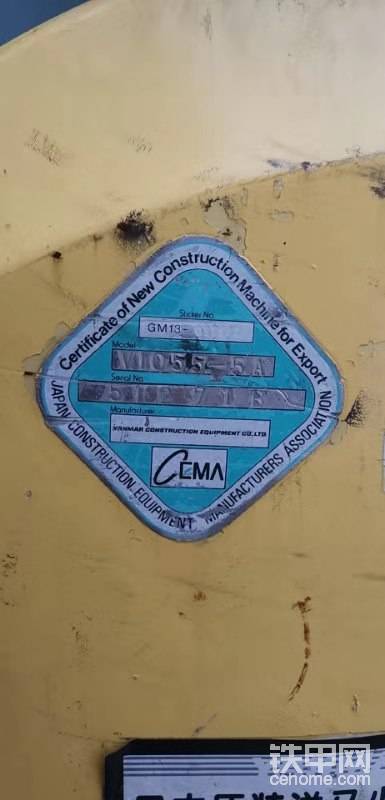 Certificate of New Construction Machine for Export
Sticker No.
GM13-
Model
VIO55-5A
Serial No.
Manufacturer
YANMAR CONSTRUCTION EQUIPMENT CO.,LTD.
CEMA
JAPAN CONSTRUCTION EQUIPMENT MANUFACTURERS ASSOCIATION
铁甲网
cehome.com